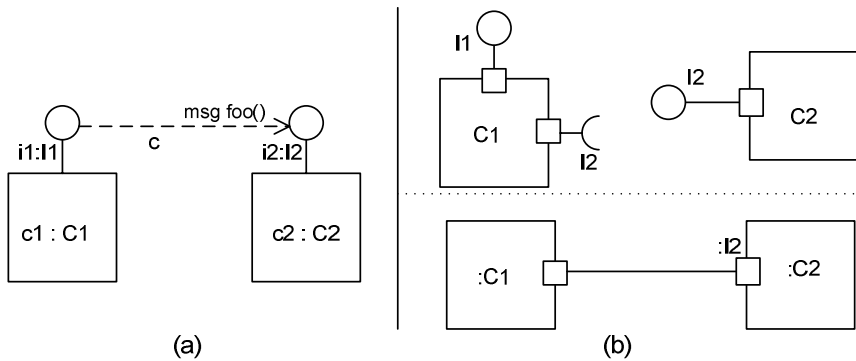 msg foo()
c
i1:I1
i2:I2
c1 : C1
c2 : C2
(a)
I1
C1
I2
I2
C2
:C1
:I2
:C2
(b)